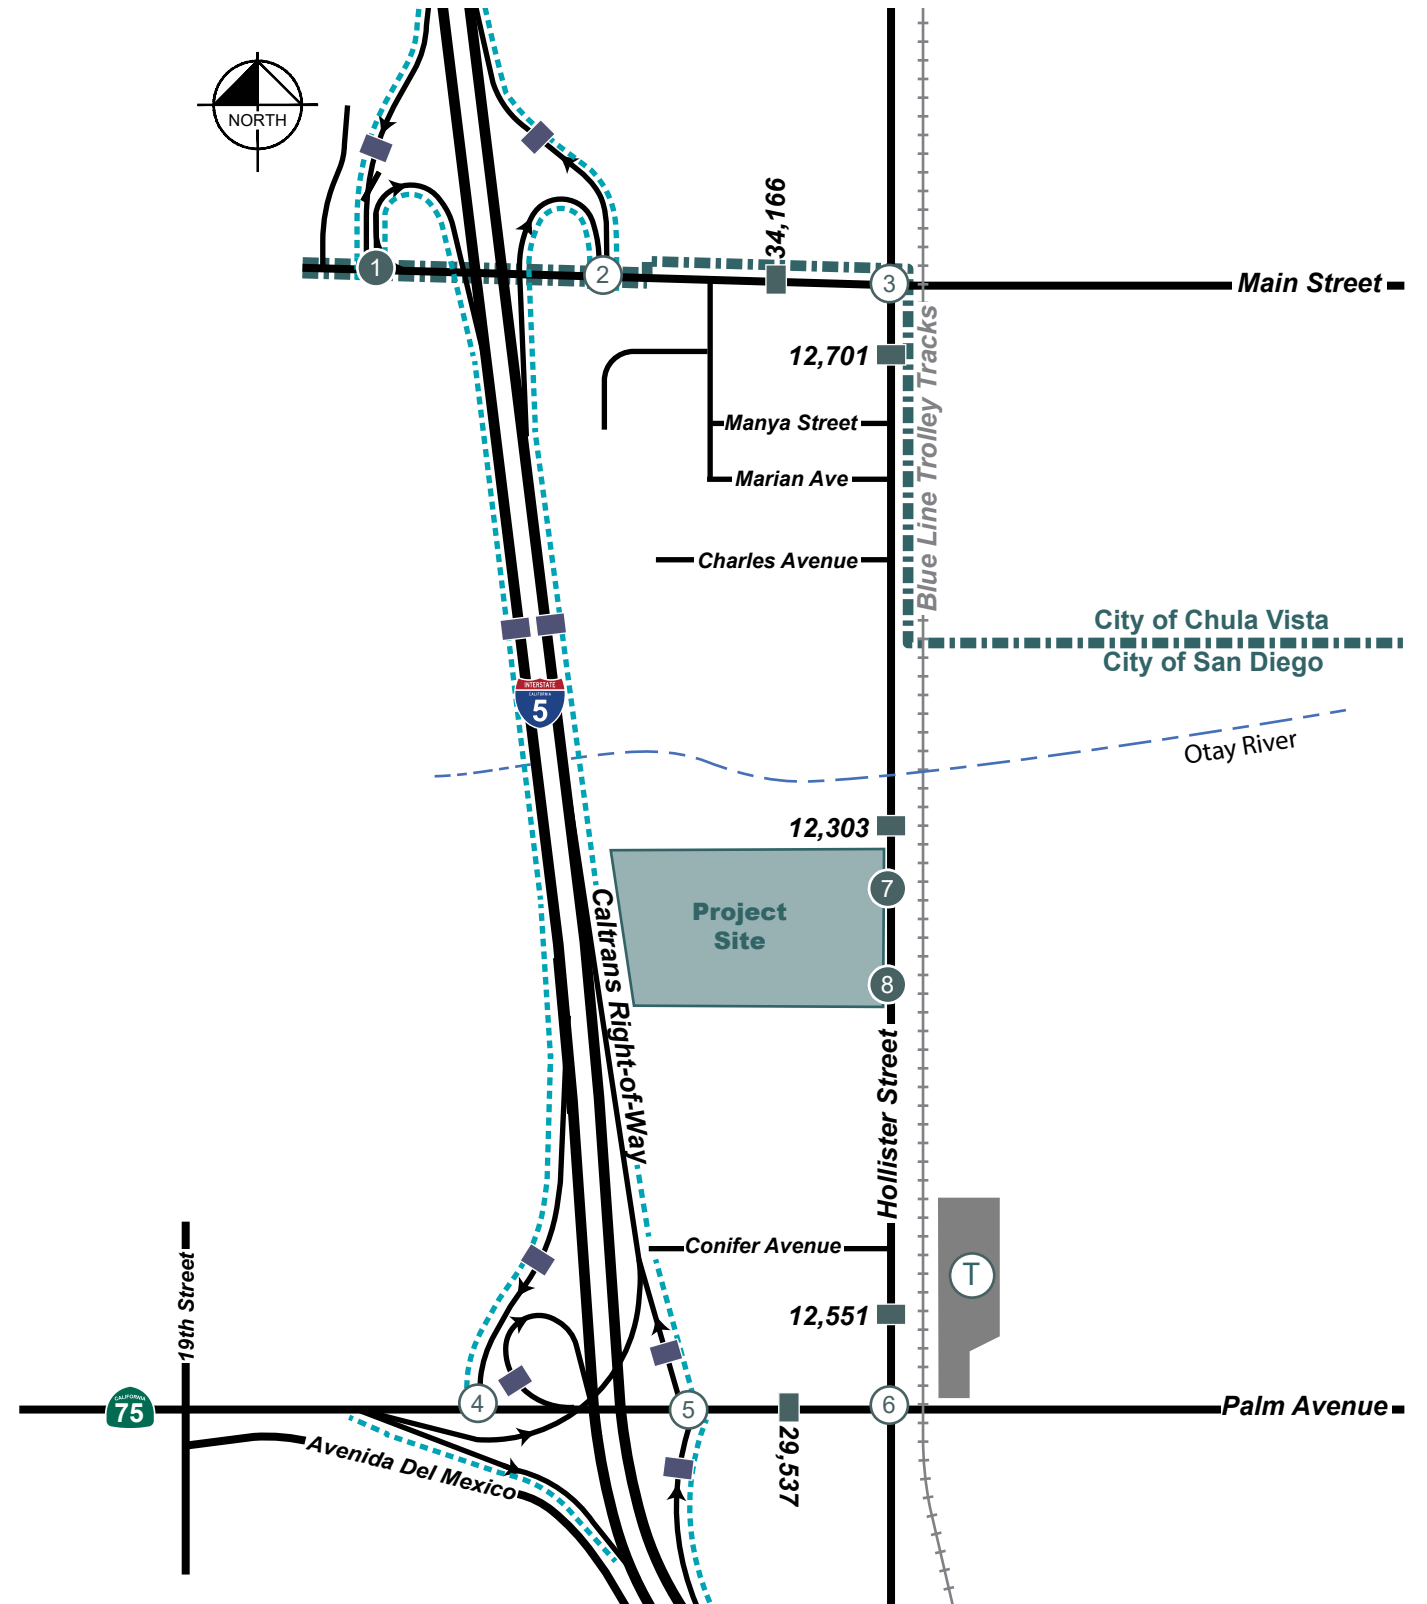 NORTH
34,166
1
2
3
Main Street
12,701
Blue Line Trolley Tracks
Manya Street
Marian Ave
Charles Avenue
City of Chula Vista
City of San Diego
INTERSTATE
CALIFORNIA
5
Otay River
12,303
7
Project
Site
8
Caltrans Right-of-Way
Hollister Street
Conifer Avenue
T
19th Street
12,551
CALIFORNIA
75
4
5
6
Palm Avenue
29,537
Avenida Del Mexico